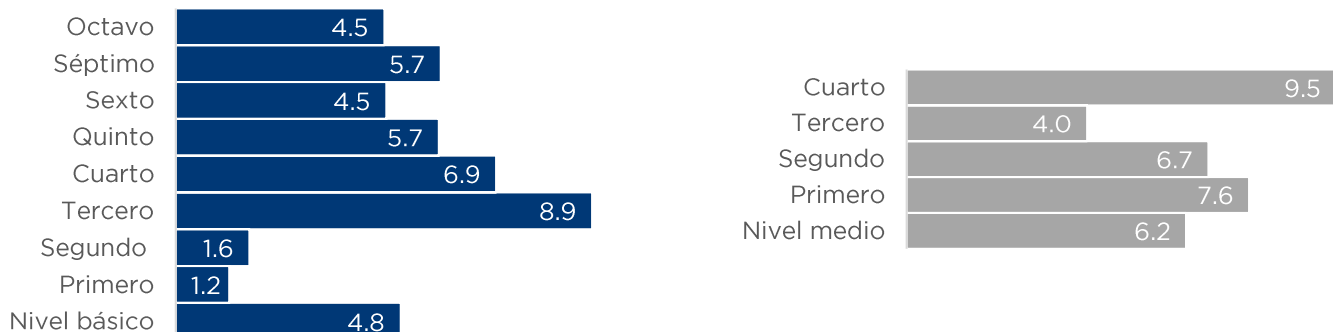 Octavo 4.5
Séptimo 5.7
Sexto 4.5
Quinto 5.7
Cuarto 6.9
Tercero 8.9
Segundo 1.6
Primero 1.2
Nivel básico 4.8
Cuarto 9.5
Tercero 4.0
Segundo 6.7
Primero 7.6
Nivel medio 6.2